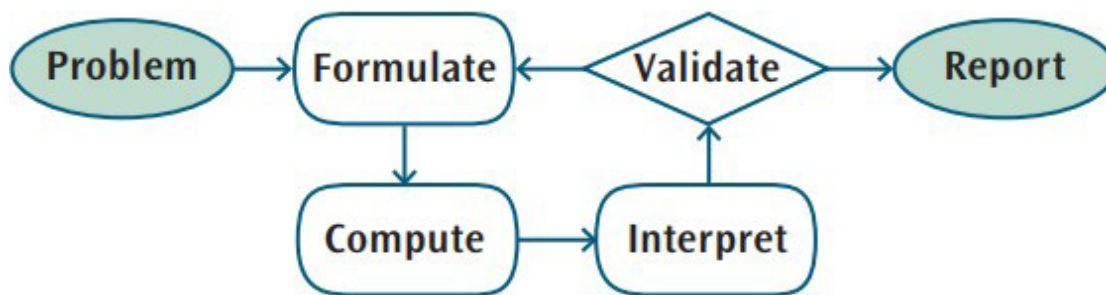 Problem
Formulate
Validate
Report
Compute
Interpret